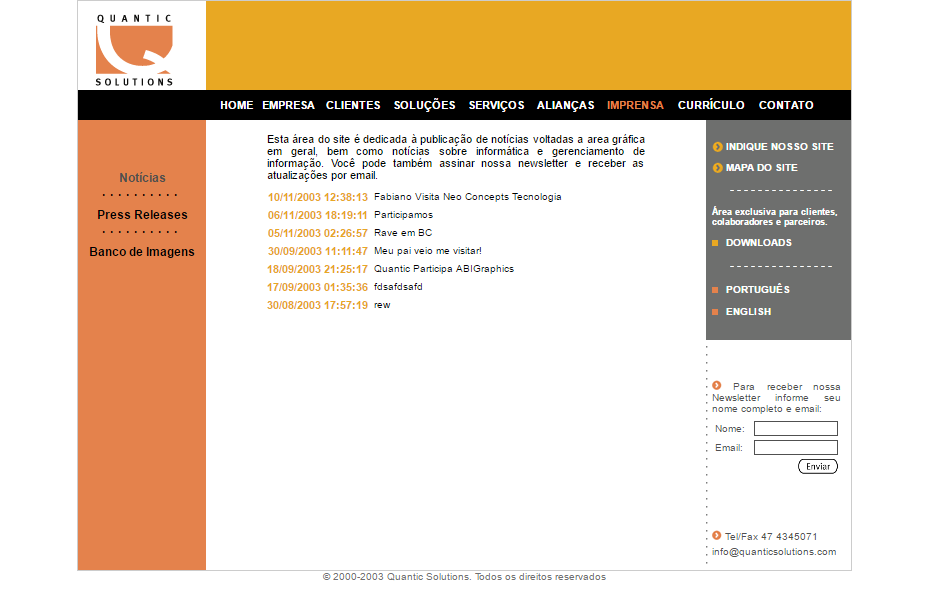 QUANTIC
SOLUTIONS
HOME EMPRESA CLIENTES SOLUÇÕES SERVIÇOS ALIANÇAS IMPRENSA CURRÍCULO CONTATO
Notícias
Press Releases
Banco de Imagens
Esta área do site é dedicada à publicação de notícias voltadas a area gráfica
em geral, bem como notícias sobre informática e gerenciamento de
informação. Você pode também assinar nossa newsletter e receber as
atualizações por email.
10/11/2003 12:38:13 Fabiano Visita Neo Concepts Tecnologia
06/11/2003 18:19:11 Participamos
05/11/2003 02:26:57 Rave em BC
30/09/2003 11:11:47 Meu pai veio me visitar!
18/09/2003 21:25:17 Quantic Participa ABIGraphics
17/09/2003 01:35:36 fdsafdsafd
30/08/2003 17:57:19 rew
INDIQUE NOSSO SITE
MAPA DO SITE
Área exclusiva para clientes,
colaboradores e parceiros.
DOWNLOADS
PORTUGUÊS
ENGLISH
Para receber nossa
Newsletter informe seu
nome completo e email:
Nome:
Email:
Enviar
Tel/Fax 47 4345071
info@quanticsolutions.com
© 2000-2003 Quantic Solutions. Todos os direitos reservados